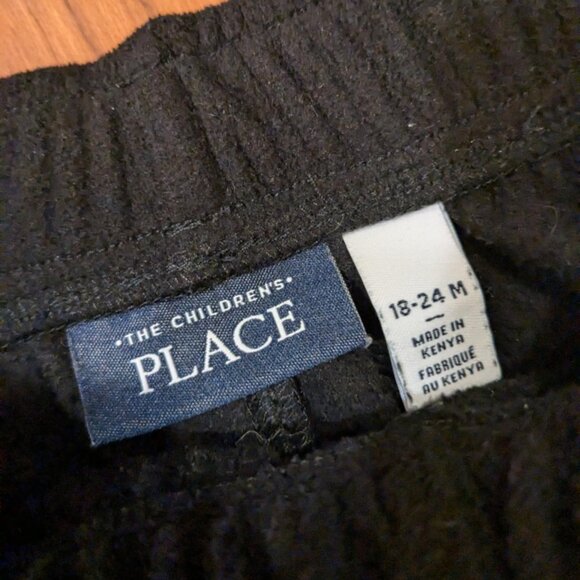 •THE CHILDREN'S•
PLACE
18-24 M
MADE IN
KENYA
FABRIQUÉ
AU KENYA